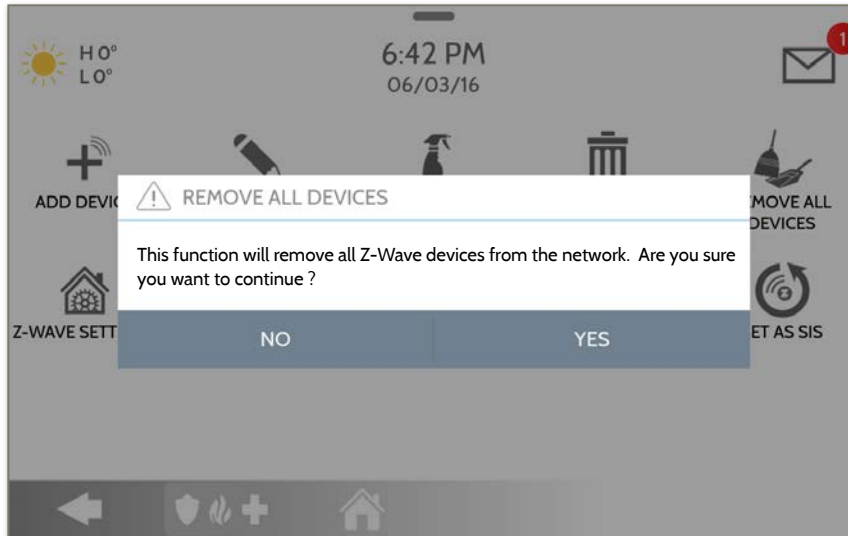 H 0°
L 0°
6:42 PM
06/03/16
1
ADD DEVIC
MOVE ALL
DEVICES
REMOVE ALL DEVICES
This function will remove all Z-Wave devices from the network. Are you sure
you want to continue ?
NO
YES
Z-WAVE SETT
ET AS SIS